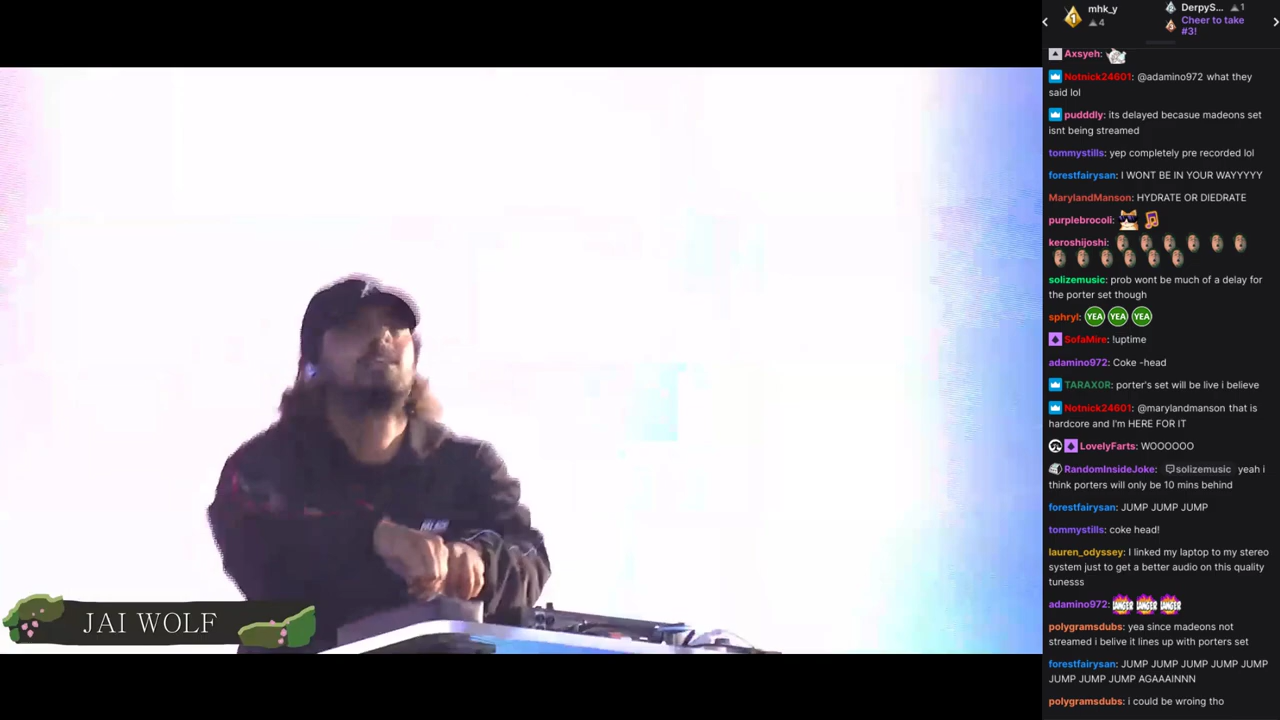 JAI WOLF
1
mhk_y
4
DerpyS...
1
Cheer to take
#3!
Axsyeh:
Notnick24601: @adamino972 what they
said lol
pudddly: its delayed becasue madeons set
isnt being streamed
tommystills: yep completely pre recorded lol
forestfairysan: I WONT BE IN YOUR WAYYYYY
MarylandManson: HYDRATE OR DIEDRATE
purplebrocoli:
keroshijoshi:
solizemusic: prob wont be much of a delay for
the porter set though
sphryl: YEA YEA YEA
SofaMire: !uptime
adamino972: Coke -head
TARAX0R: porter's set will be live i believe
Notnick24601: @marylandmanson that is
hardcore and I'm HERE FOR IT
LovelyFarts: WOOOOOO
RandomInsideJoke: solizemusic yeah i
think porters will only be 10 mins behind
forestfairysan: JUMP JUMP JUMP
tommystills: coke head!
lauren_odyssey: I linked my laptop to my stereo
system just to get a better audio on this quality
tunesss
adamino972:
polygramsdubs: yea since madeons not
streamed i belive it lines up with porters set
forestfairysan: JUMP JUMP JUMP JUMP JUMP
JUMP JUMP JUMP AGAAAINNN
polygramsdubs: i could be wroing tho